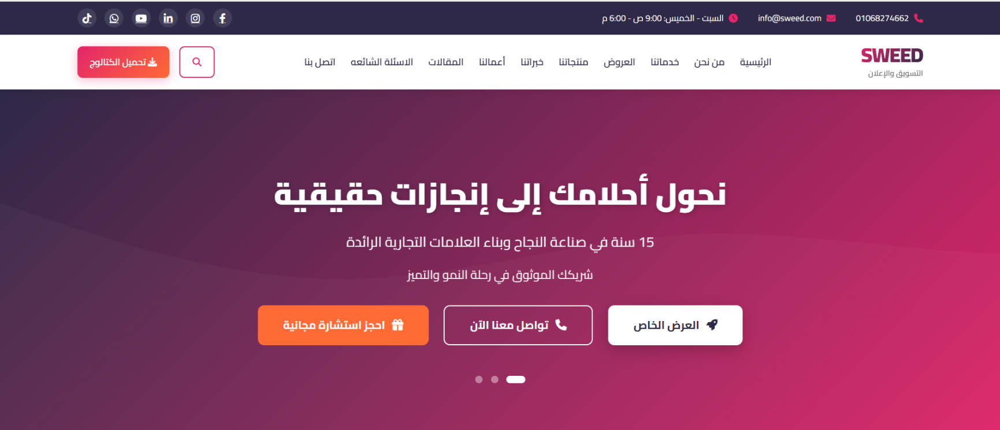 01068274662
info@sweed.com
السبت - الخميس: 9:00 ص - 6:00 م
SWEED
التسويق والإعلان
الرئيسية
من نحن
خدماتنا
العروض
منتجاتنا
خبراتنا
أعمالنا
المقالات
الاسئلة الشائعه
اتصل بنا
تحميل الكتالوج
نحول أحلامك إلى إنجازات حقيقية
15 سنة في صناعة النجاح وبناء العلامات التجارية الرائدة
شريكك الموثوق في رحلة النمو والتميز
العرض الخاص
تواصل معنا الآن
احجز استشارة مجانية